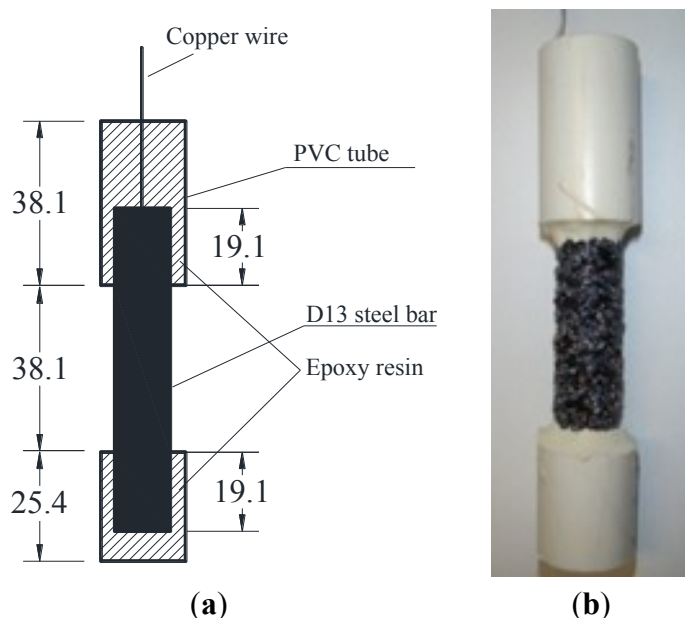 Copper wire
PVC tube
38.1
19.1
D13 steel bar
38.1
Epoxy resin
25.4
19.1
(a)
(b)